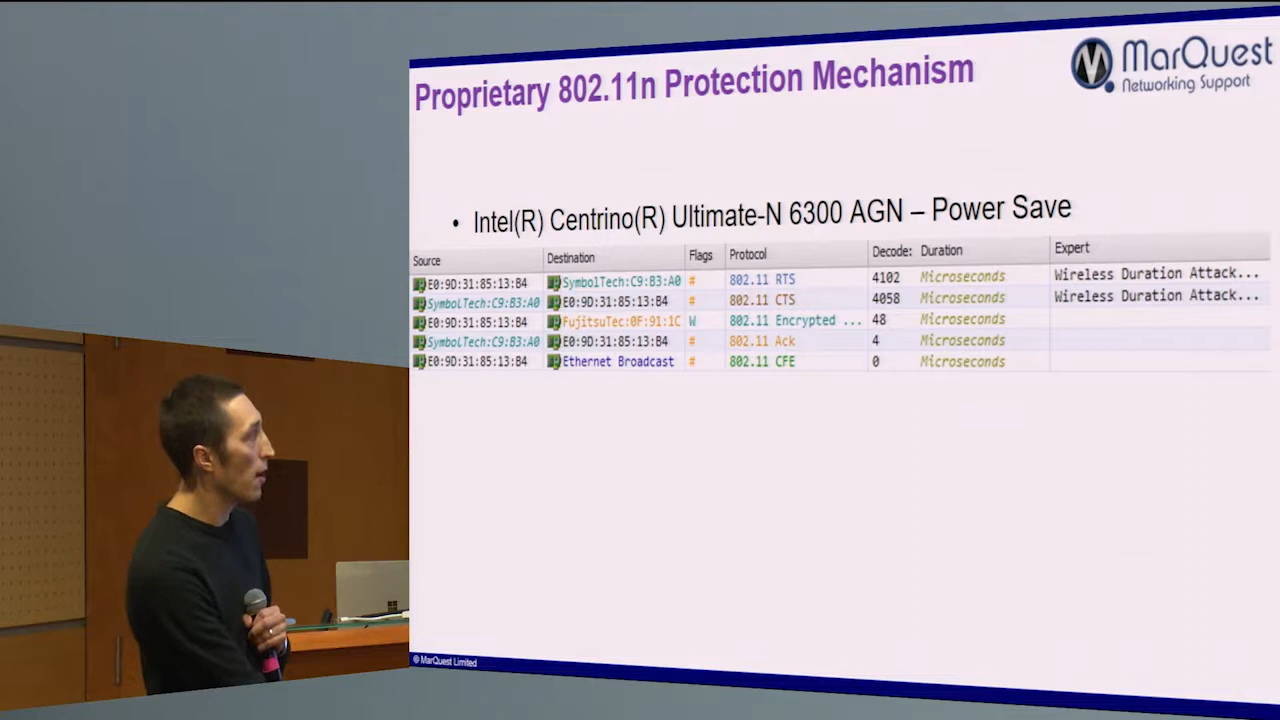 Proprietary 802.11n Protection Mechanism
MarQuest
Networking Support
• Intel(R) Centrino(R) Ultimate-N 6300 AGN – Power Save
Source Destination Flags Protocol Decode: Duration Expert
E0:9D:31:85:13:B4 SymbolTech:C9:B3:A0 # 802.11 RTS 4102 Microseconds Wireless Duration Attack...
SymbolTech:C9:B3:A0 E0:9D:31:85:13:B4 # 802.11 CTS 4058 Microseconds Wireless Duration Attack...
E0:9D:31:85:13:B4 FujitsuTec:0F:91:1C W 802.11 Encrypted ... 48 Microseconds
SymbolTech:C9:B3:A0 E0:9D:31:85:13:B4 # 802.11 Ack 4 Microseconds
E0:9D:31:85:13:B4 Ethernet Broadcast # 802.11 CFE 0 Microseconds
© MarQuest Limited